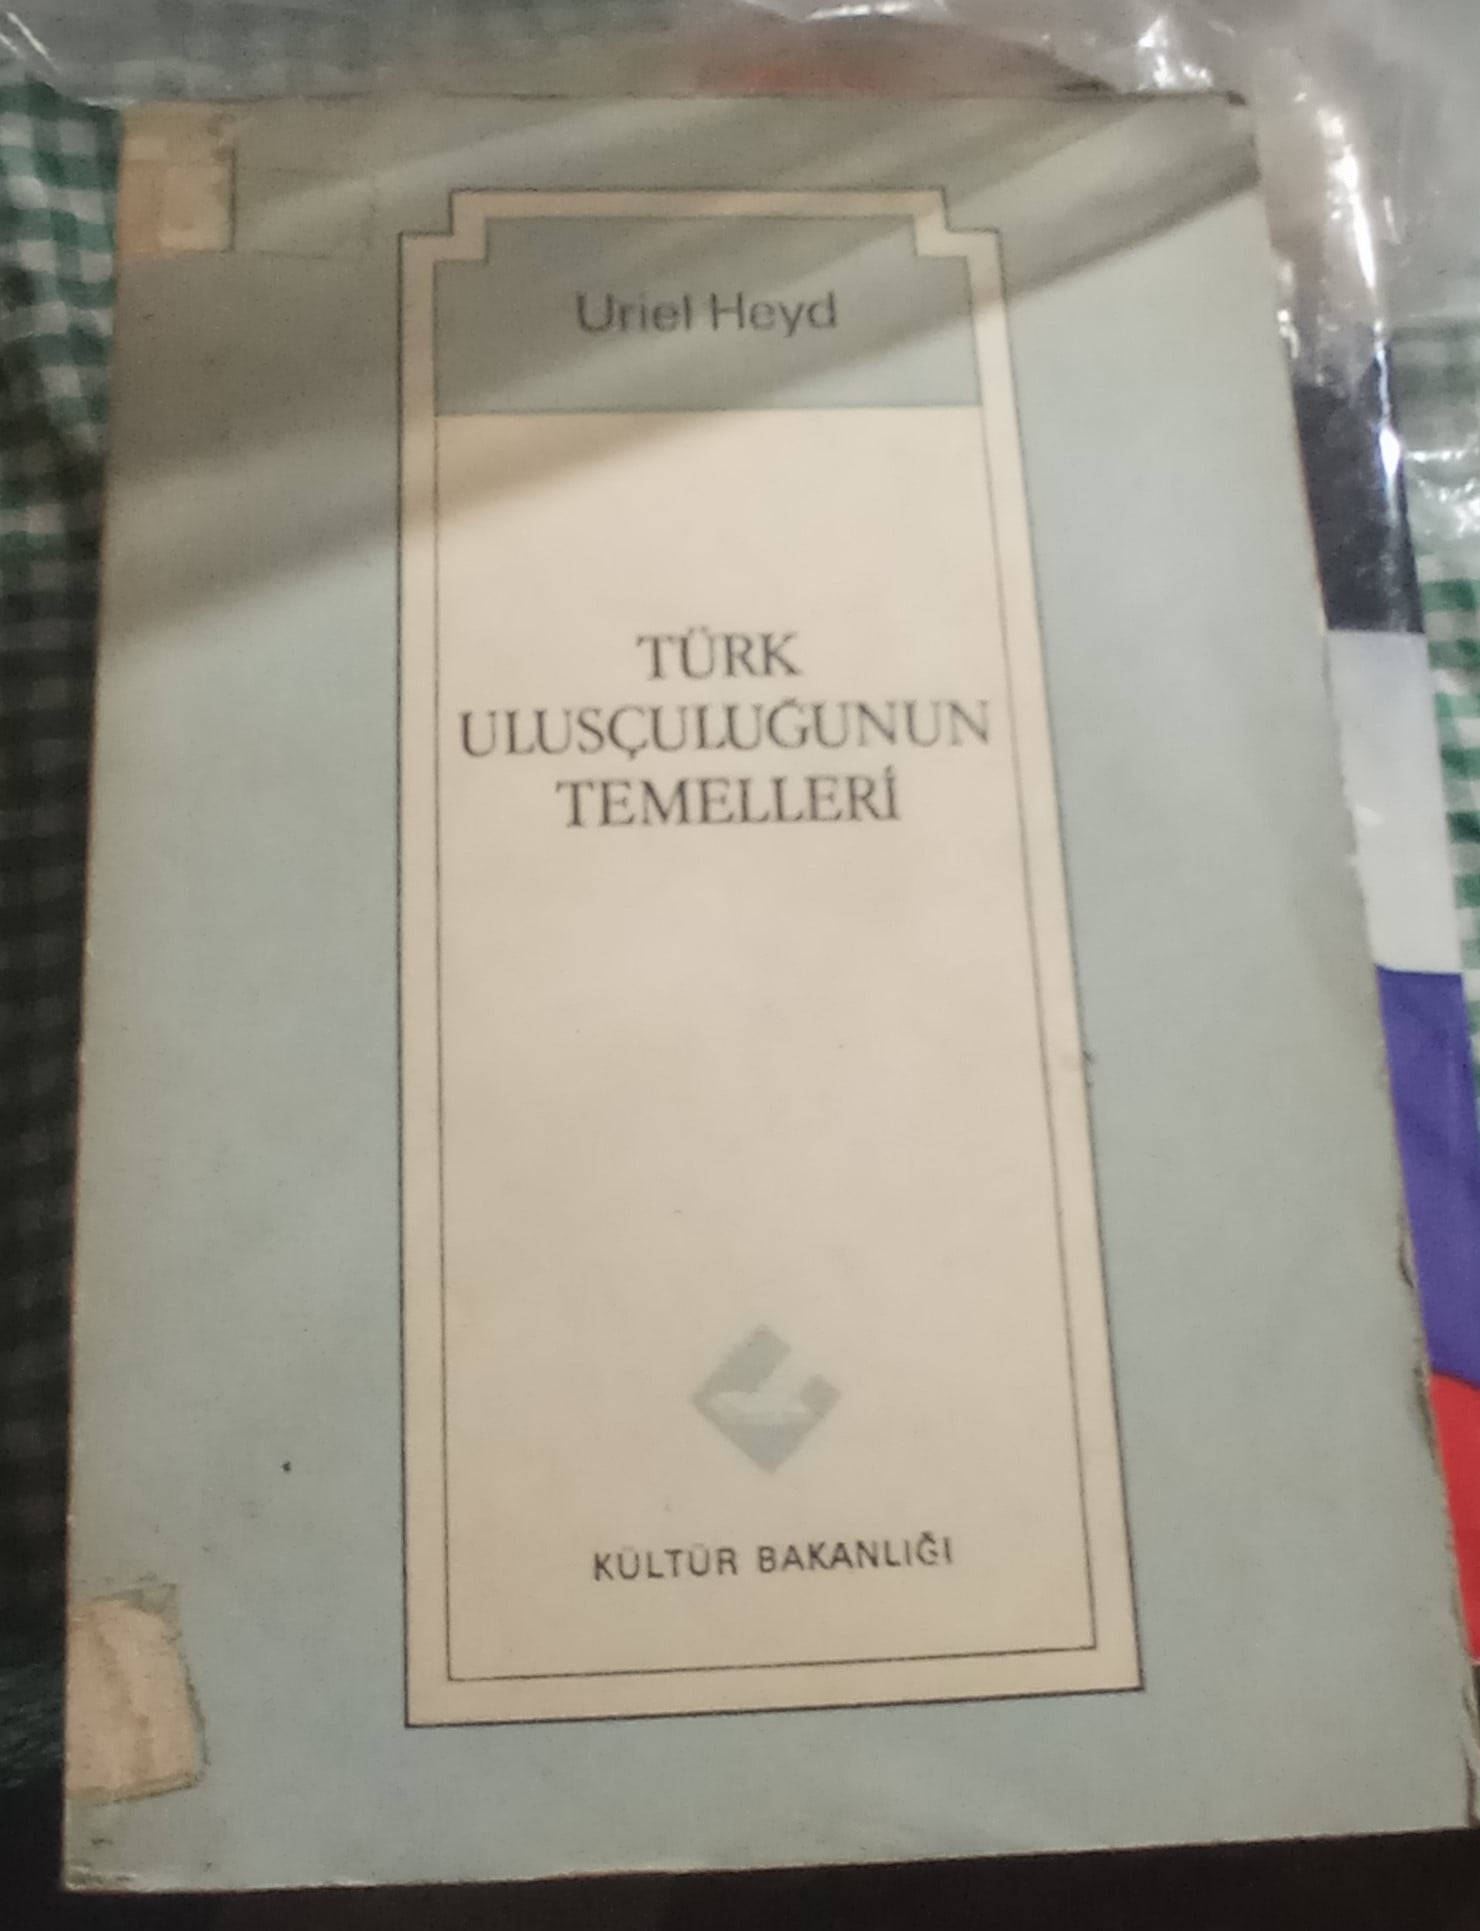 Uriel Heyd
TÜRK
ULUSÇULUĞUNUN
TEMELLERİ
KÜLTÜR BAKANLIĞI